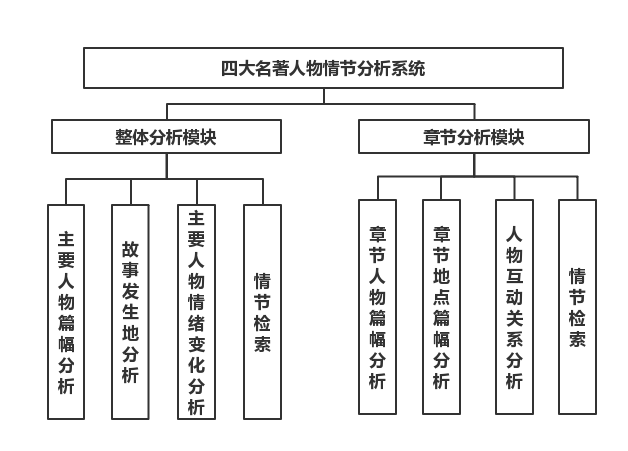 四大名著人物情节分析系统
整体分析模块
章节分析模块
主要人物篇幅分析
故事发生地分析
主要人物情绪变化分析
情节检索
章节人物篇幅分析
章节地点篇幅分析
人物互动关系分析
情节检索